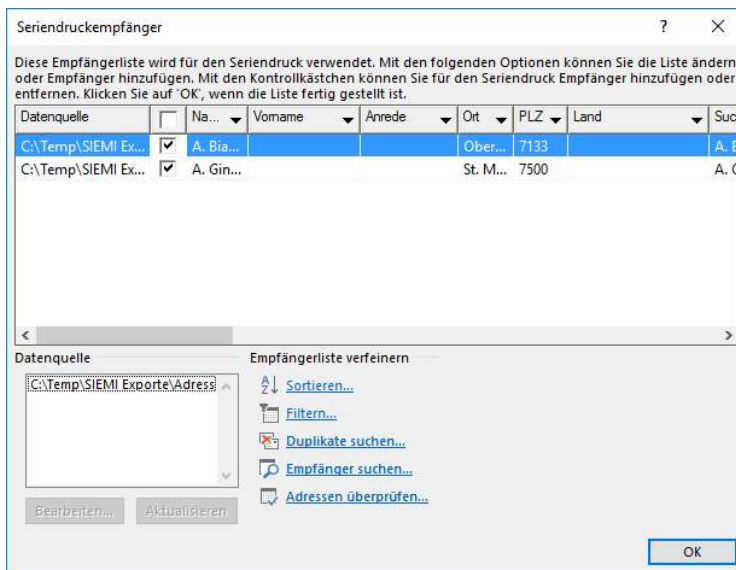 Seriendruckempfänger ? ×
Diese Empfängerliste wird für den Seriendruck verwendet. Mit den folgenden Optionen können Sie die Liste ändern
oder Empfänger hinzufügen. Mit den Kontrollkästchen können Sie für den Seriendruck Empfänger hinzufügen oder
entfernen. Klicken Sie auf 'OK', wenn die Liste fertig gestellt ist.
Datenquelle Na... Vorname Anrede Ort PLZ Land Suc
C:\Temp\SIEMI Ex... A. Bia... Ober... 7133 A. B
C:\Temp\SIEMI Ex... A. Gin... St. M... 7500 A. G
Datenquelle Empfängerliste verfeinern
C:\Temp\SIEMI Exporte\Adress
Sortieren...
Filtern...
Duplikate suchen...
Empfänger suchen...
Adressen überprüfen...
Bearbeiten... Aktualisieren
OK